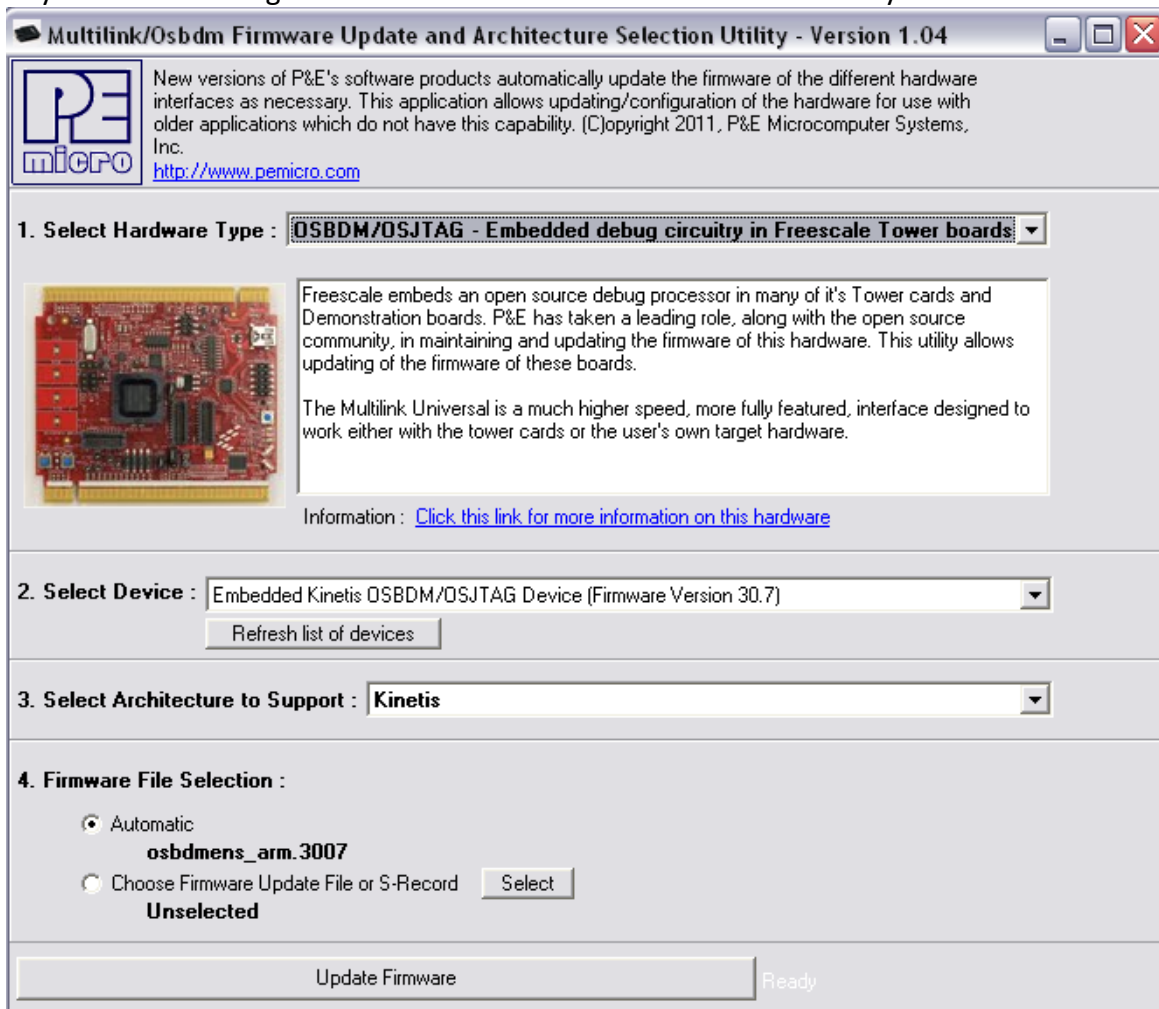 Multilink/Osbdm Firmware Update and Architecture Selection Utility - Version 1.04
PE
micro
New versions of P&E's software products automatically update the firmware of the different hardware
interfaces as necessary. This application allows updating/configuration of the hardware for use with
older applications which do not have this capability. (C)opyright 2011, P&E Microcomputer Systems,
Inc.
http://www.pemicro.com
1. Select Hardware Type : OSBDM/OSJTAG - Embedded debug circuitry in Freescale Tower boards
Freescale embeds an open source debug processor in many of it's Tower cards and
Demonstration boards. P&E has taken a leading role, along with the open source
community, in maintaining and updating the firmware of this hardware. This utility allows
updating of the firmware of these boards.
The Multilink Universal is a much higher speed, more fully featured, interface designed to
work either with the tower cards or the user's own target hardware.
Information : Click this link for more information on this hardware
2. Select Device : Embedded Kinetis OSBDM/OSJTAG Device (Firmware Version 30.7)
Refresh list of devices
3. Select Architecture to Support : Kinetis
4. Firmware File Selection :
Automatic
osbdmens_arm.3007
Choose Firmware Update File or S-Record Select
Unselected
Update Firmware Ready